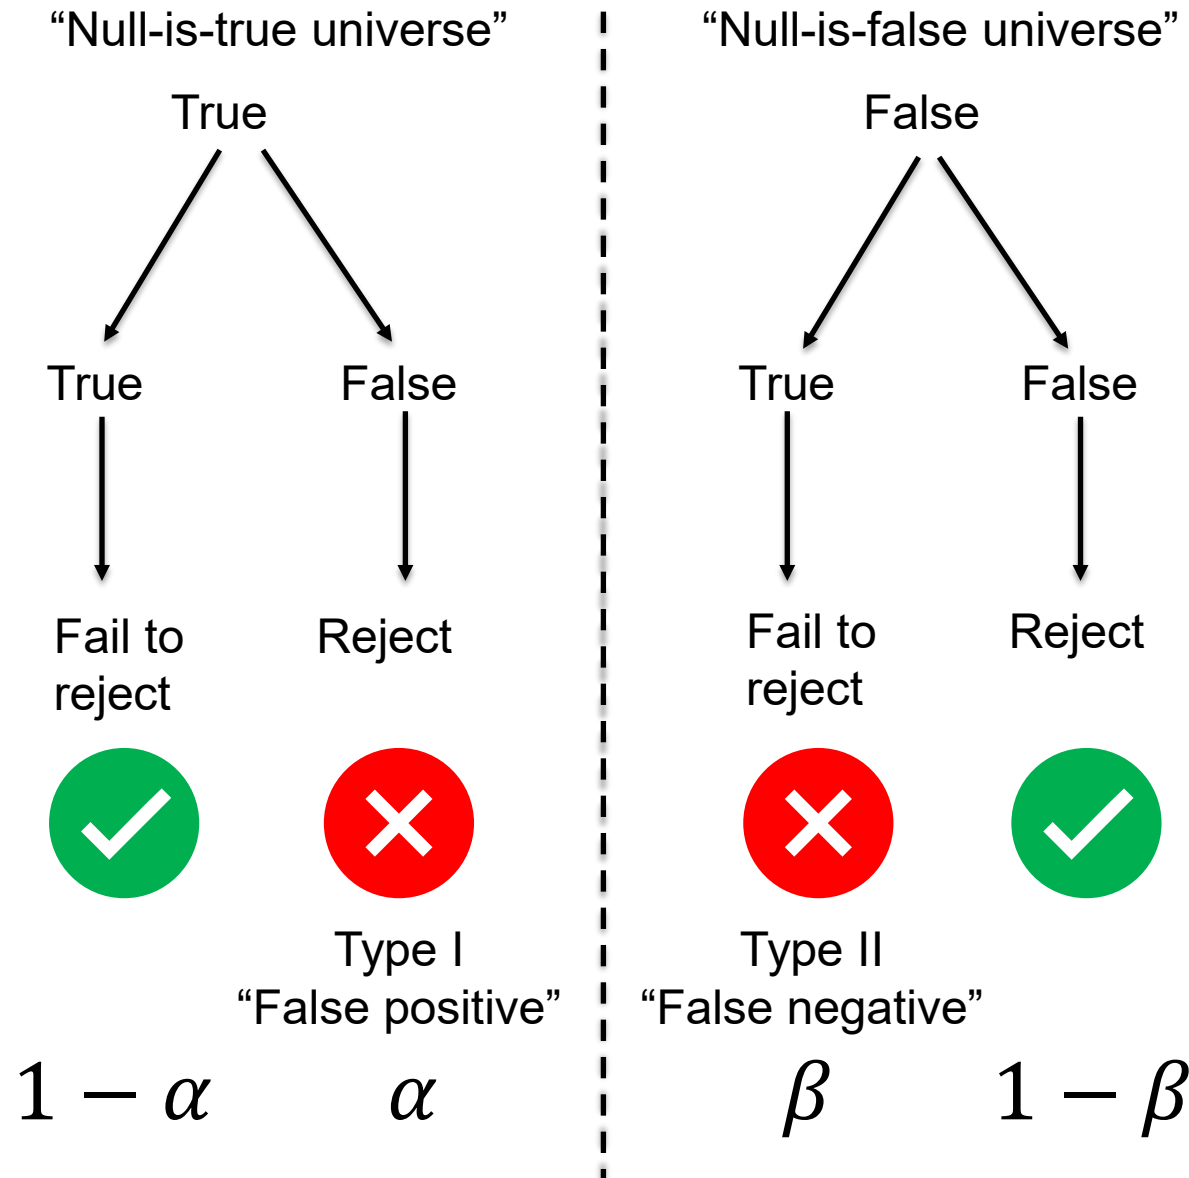 “Null-is-true universe”
“Null-is-false universe”
True
False
True
False
True
False
Fail to
reject
Reject
Fail to
reject
Reject
Type I
“False positive”
Type II
“False negative”
1 − α
α
β
1 − β